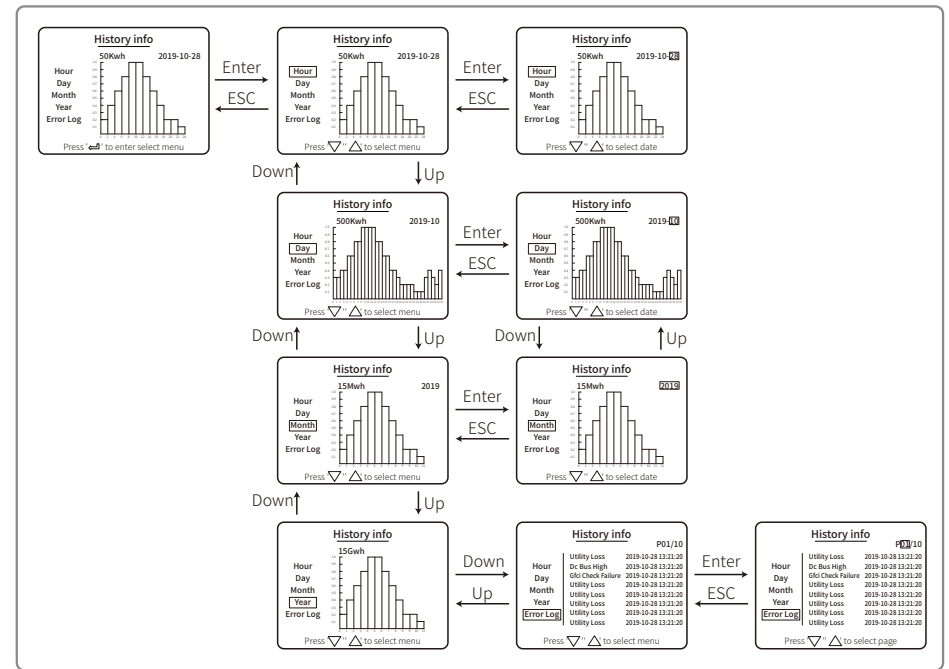 History info
50Kwh 2019-10-28
Hour
Day
Month
Year
Error Log
Press " " to enter select menu
Enter
ESC
History info
50Kwh 2019-10-28
Hour
Day
Month
Year
Error Log
Press " " to select menu
Enter
ESC
History info
50Kwh 2019-10-28
Hour
Day
Month
Year
Error Log
Press " " to select date
Down
Up
History info
500Kwh 2019-10
Hour
Day
Month
Year
Error Log
Press " " to select menu
Enter
ESC
History info
500Kwh 2019-10
Hour
Day
Month
Year
Error Log
Press " " to select date
Down
Up
Down
Up
History info
15Mwh 2019
Hour
Day
Month
Year
Error Log
Press " " to select menu
Enter
ESC
History info
15Mwh 2019
Hour
Day
Month
Year
Error Log
Press " " to select date
Down
Up
History info
15Gwh
Hour
Day
Month
Year
Error Log
Press " " to select menu
Down
Up
History info
P01/10
Hour
Day
Month
Year
Error Log
Utility Loss 2019-10-28 13:21:20
Dc Bus High 2019-10-28 13:21:20
Gfci Check Failure 2019-10-28 13:21:20
Utility Loss 2019-10-28 13:21:20
Utility Loss 2019-10-28 13:21:20
Utility Loss 2019-10-28 13:21:20
Utility Loss 2019-10-28 13:21:20
Utility Loss 2019-10-28 13:21:20
Press " " to select menu
Enter
ESC
History info
P01/10
Hour
Day
Month
Year
Error Log
Utility Loss 2019-10-28 13:21:20
Dc Bus High 2019-10-28 13:21:20
Gfci Check Failure 2019-10-28 13:21:20
Utility Loss 2019-10-28 13:21:20
Utility Loss 2019-10-28 13:21:20
Utility Loss 2019-10-28 13:21:20
Utility Loss 2019-10-28 13:21:20
Utility Loss 2019-10-28 13:21:20
Press " " to select page